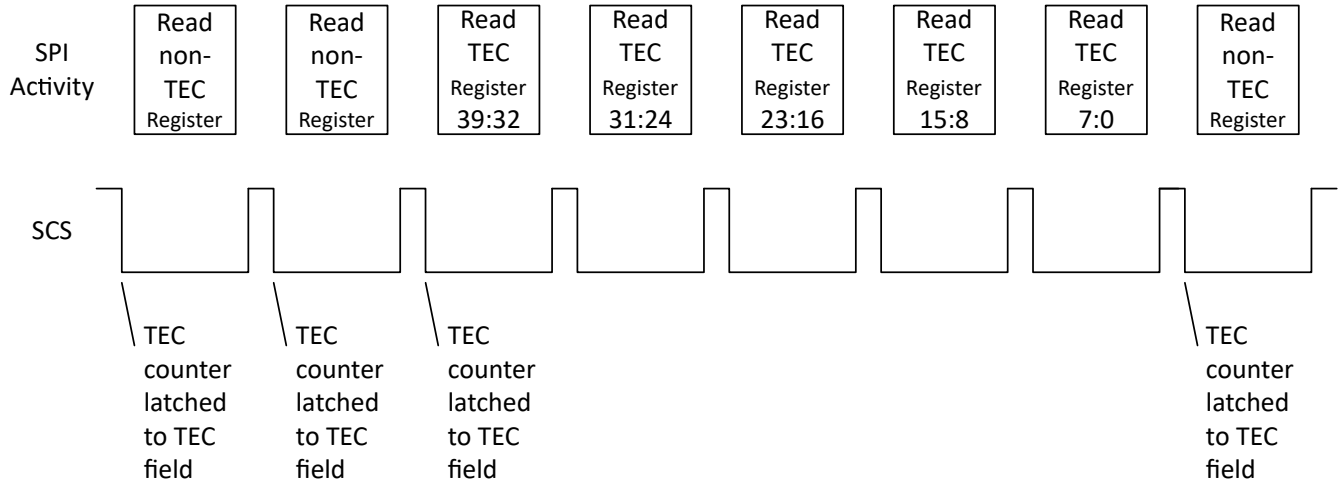 SPI
Activity
Read
non-
TEC
Register
Read
non-
TEC
Register
Read
TEC
Register
39:32
Read
TEC
Register
31:24
Read
TEC
Register
23:16
Read
TEC
Register
15:8
Read
TEC
Register
7:0
Read
non-
TEC
Register
SCS
TEC
counter
latched
to TEC
field
TEC
counter
latched
to TEC
field
TEC
counter
latched
to TEC
field
TEC
counter
latched
to TEC
field